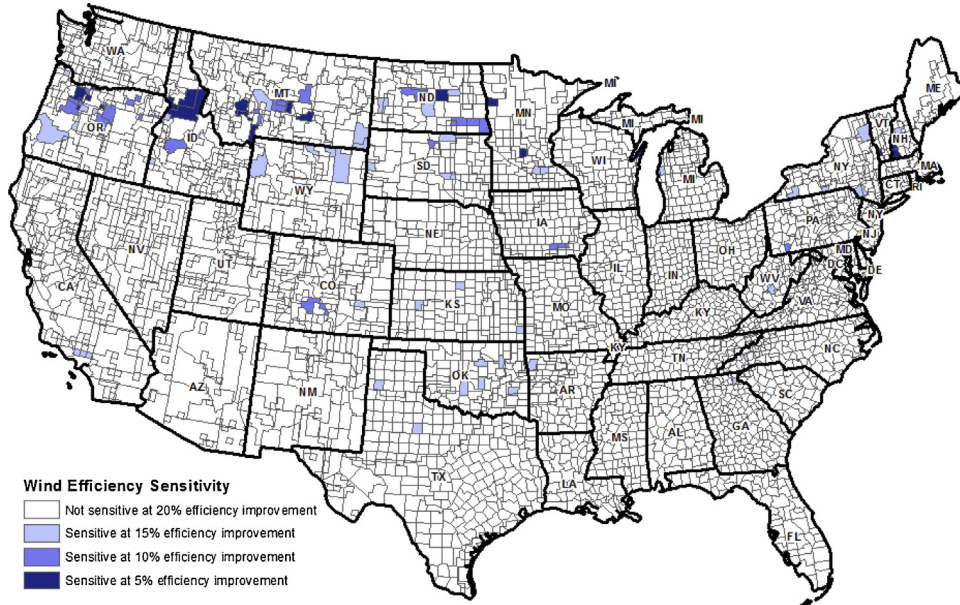 WA
MT
ND
MN
MI
MI
MI
ME
VT
NH
OR
ID
SD
WI
MI
NY
MA
CT
RI
WY
IA
PA
NY
NJ
NE
OH
MD
DE
DC
NV
UT
CO
IL
IN
WV
VA
CA
KS
MO
KY
KY
NC
TN
OK
AR
AZ
NM
SC
MS
AL
GA
TX
LA
FL
Wind Efficiency Sensitivity
Not sensitive at 20% efficiency improvement
Sensitive at 15% efficiency improvement
Sensitive at 10% efficiency improvement
Sensitive at 5% efficiency improvement